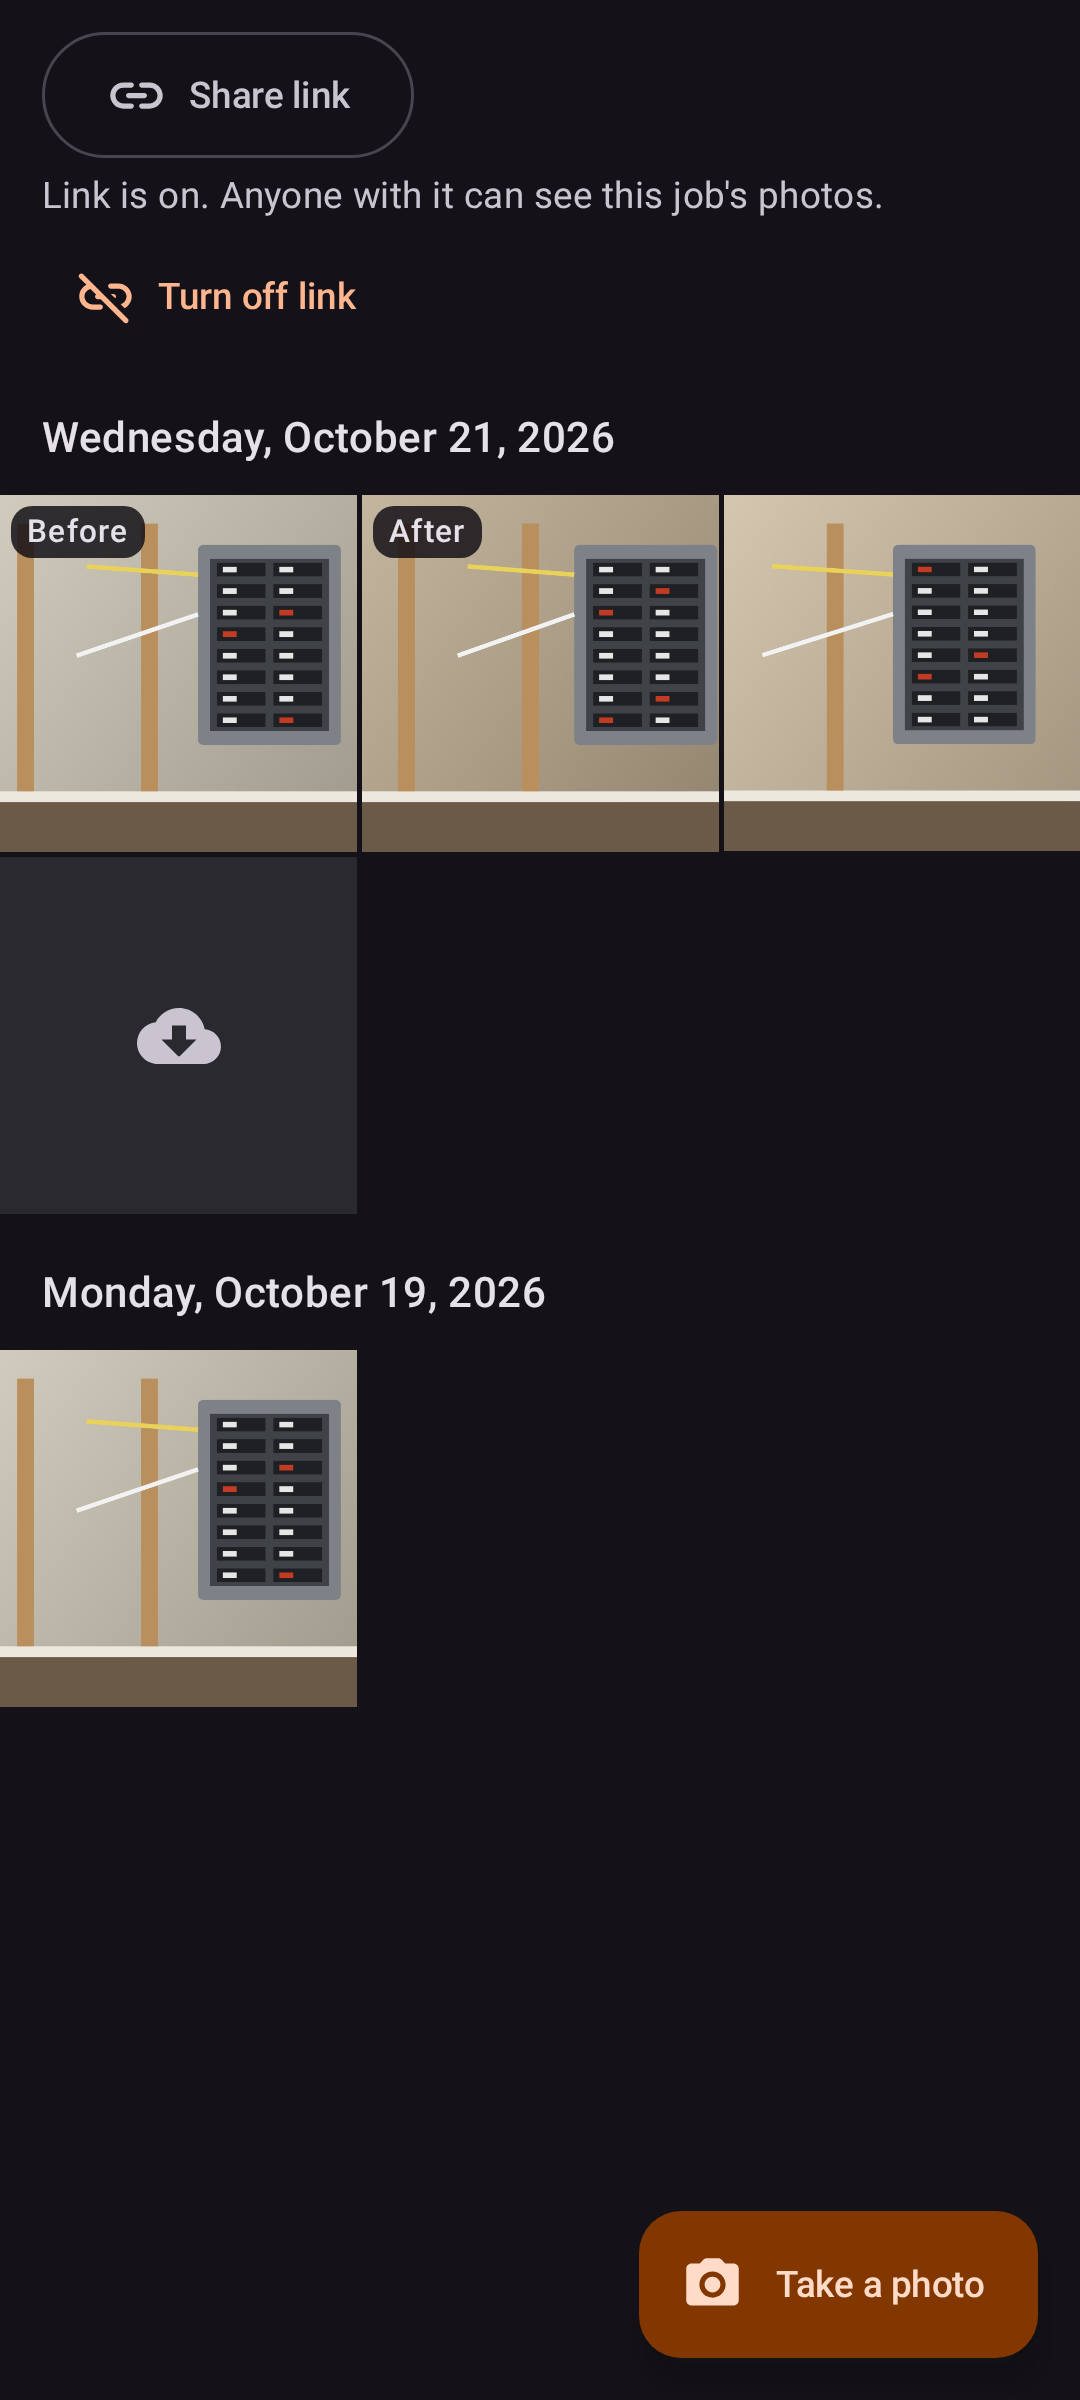 Share link
Link is on. Anyone with it can see this job's photos.
Turn off link
Wednesday, October 21, 2026
Before
After
Monday, October 19, 2026
Take a photo